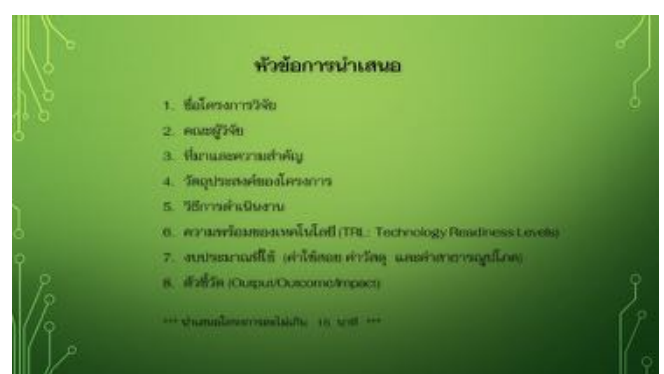 หัวข้อการนำเสนอ
1. ชื่อโครงการวิจัย
2. คณะผู้วิจัย
3. ที่มาและความสำคัญ
4. วัตถุประสงค์ของโครงการ
5. วิธีการดำเนินงาน
6. ความพร้อมของเทคโนโลยี (TRL: Technology Readiness Levels)
7. งบประมาณที่ใช้ (ค่าใช้สอย ค่าวัสดุ และค่าสาธารณูปโภค)
8. ตัวชี้วัด (Output/Outcome/Impact)
*** นำเสนอโครงการละไม่เกิน 15 นาที ***